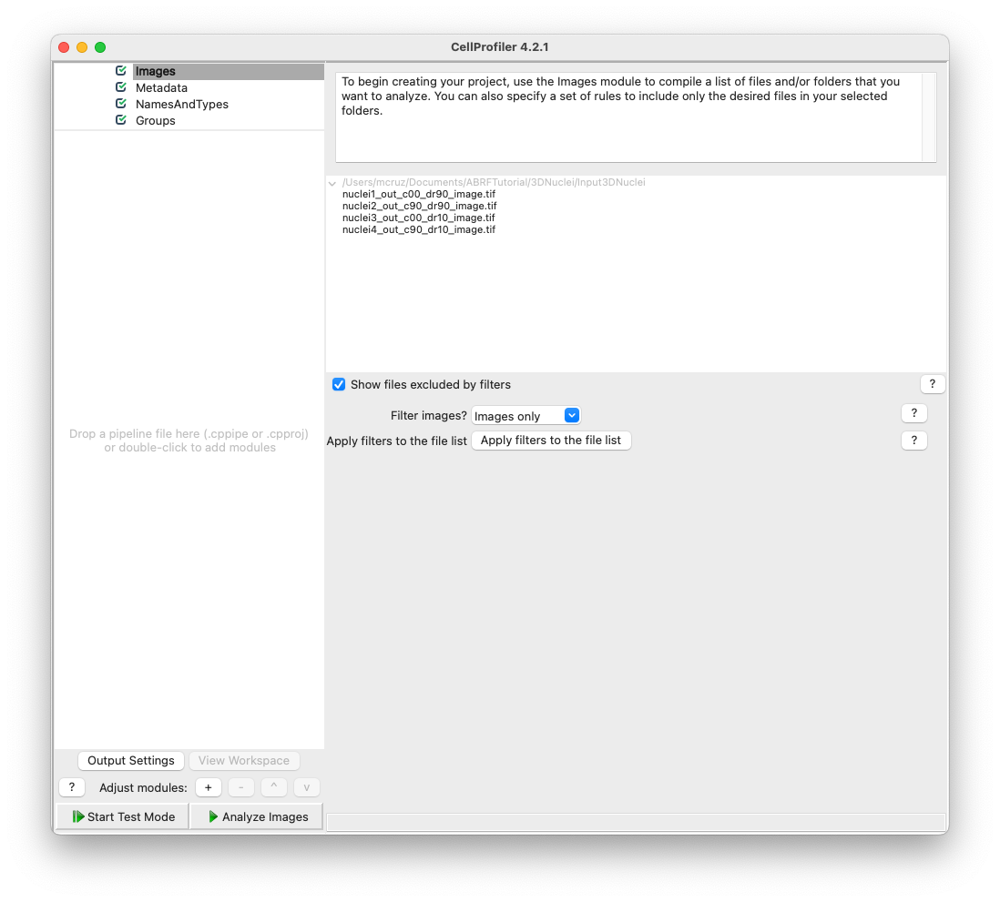 CellProfiler 4.2.1
Images
Metadata
NamesAndTypes
Groups
Drop a pipeline file here (.cppipe or .cpproj)
or double-click to add modules
Output Settings
View Workspace
?
Adjust modules:
+
-
^
v
Start Test Mode
Analyze Images
To begin creating your project, use the Images module to compile a list of files and/or folders that you
want to analyze. You can also specify a set of rules to include only the desired files in your selected
folders.
/Users/mcruz/Documents/ABRFTutorial/3DNuclei/Input3DNuclei
nuclei1_out_c00_dr90_image.tif
nuclei2_out_c90_dr90_image.tif
nuclei3_out_c00_dr10_image.tif
nuclei4_out_c90_dr10_image.tif
Show files excluded by filters
?
Filter images?
Images only
?
Apply filters to the file list
Apply filters to the file list
?